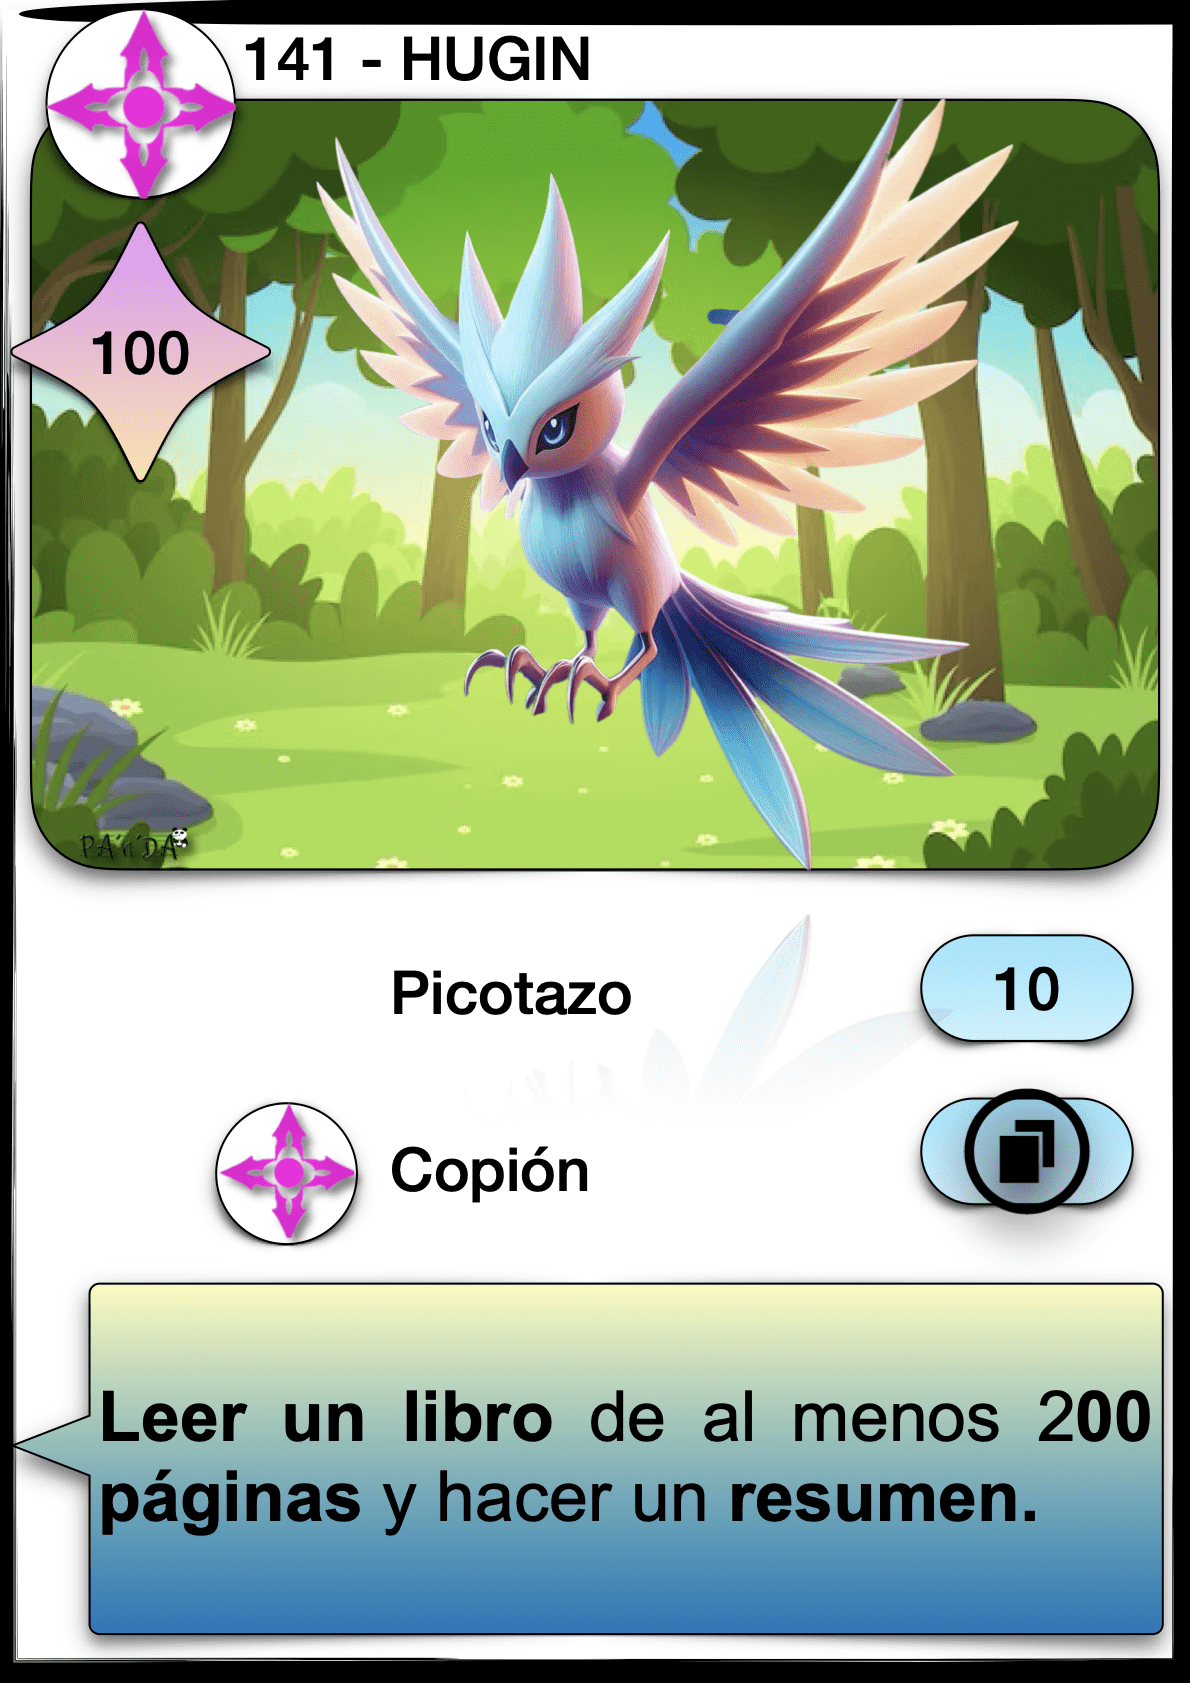 141 - HUGIN
100
PA'n'DA
Picotazo
10
Copión
Leer un libro de al menos 200
páginas y hacer un resumen.